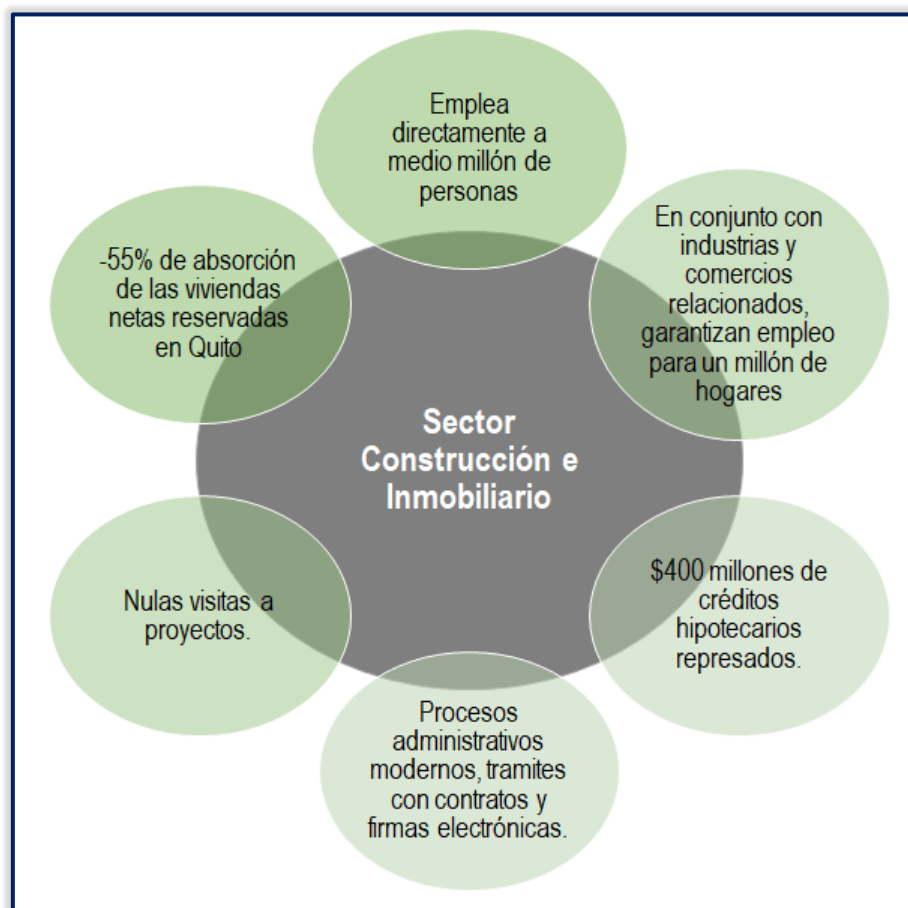 Emplea
directamente a
medio millón de
personas
En conjunto con
industrias y
comercios
relacionados,
garantizan empleo
para un millón de
hogares
$400 millones de
créditos
hipotecarios
represados.
Procesos
administrativos
modernos, tramites
con contratos y
firmas electrónicas.
Nulas visitas a
proyectos.
-55% de absorción
de las viviendas
netas reservadas
en Quito
Sector
Construcción e
Inmobiliario